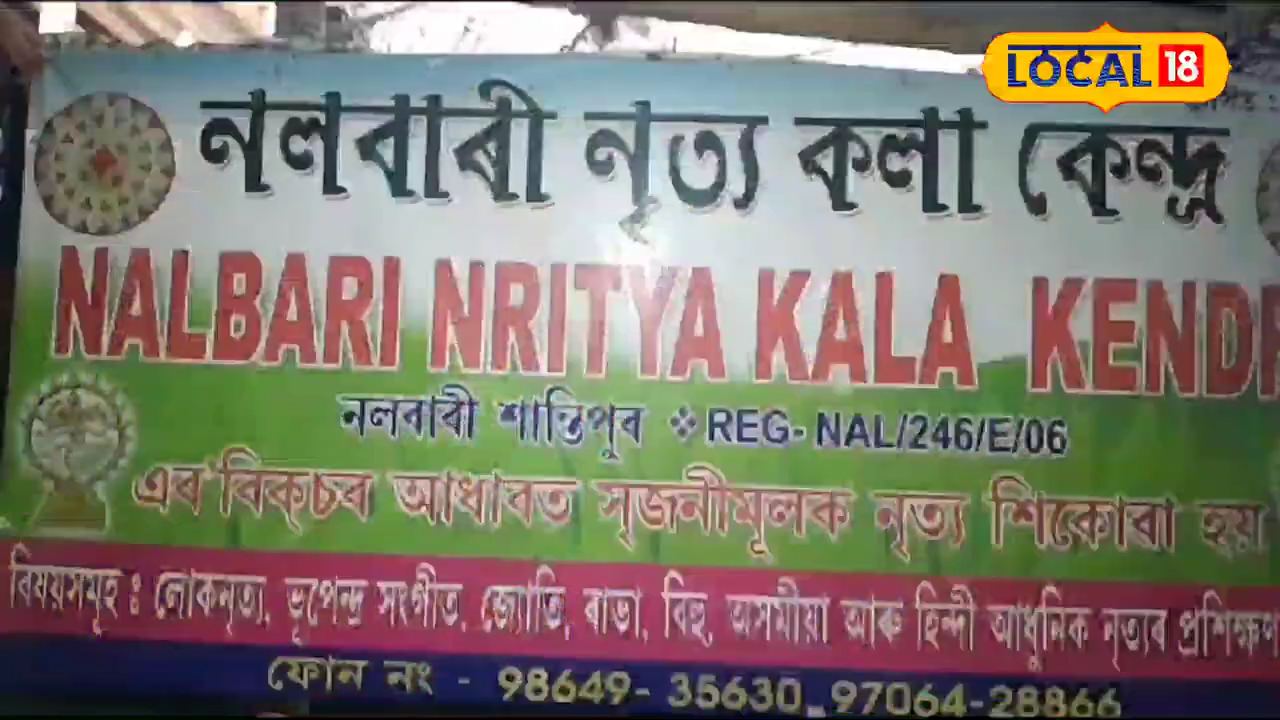 LOCAL 18
নলবাৰী নৃত্য কলা কেন্দ্ৰ
NALBARI NRITYA KALA KENDR
নলবাৰী শান্তিপুৰ ❖ REG- NAL/246/E/06
এৰ'বিক্চৰ আধাৰত সৃজনীমূলক নৃত্য শিকোৱা হয়
বিষয়সমূহ : লোকনৃত্য, ভূপেন্দ্ৰ সংগীত, জ্যোতি, ৰাভা, বিহু, অসমীয়া আৰু হিন্দী আধুনিক নৃত্যৰ প্ৰশিক্ষণ
ফোন নং - 98649-35630, 97064-28866